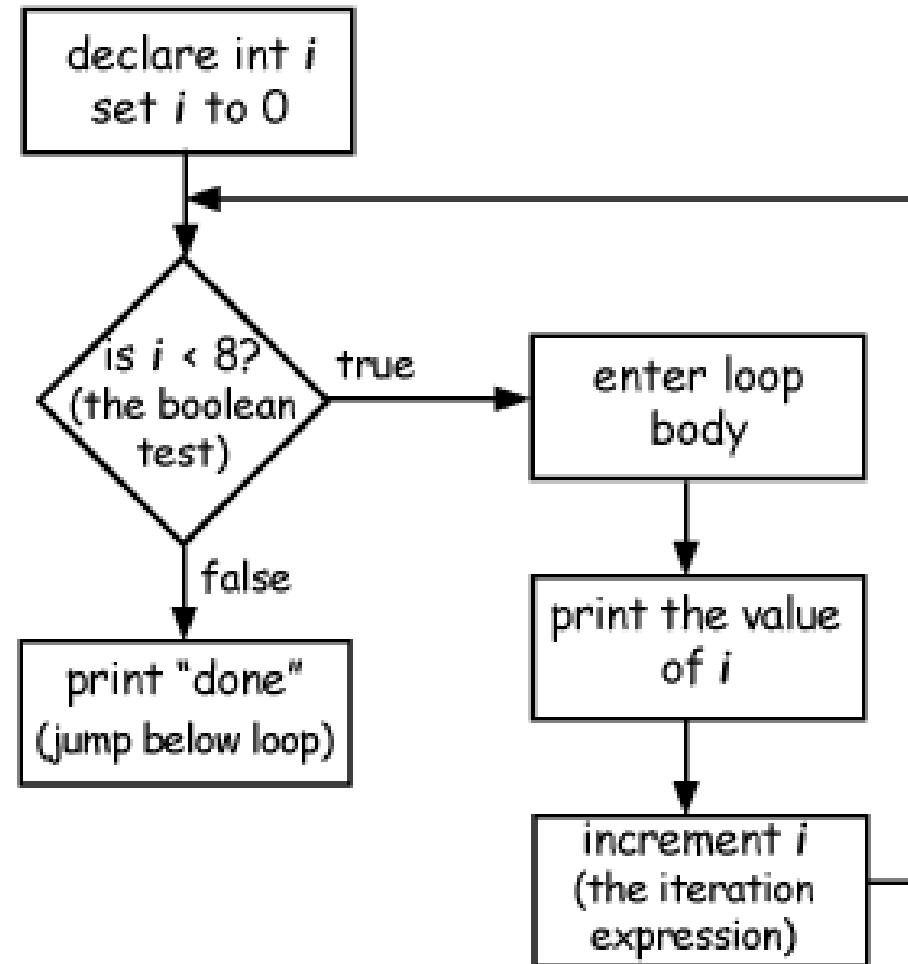 declare int i
set i to 0
is i < 8?
(the boolean
test)
true
false
print “done”
(jump below loop)
enter loop
body
print the value
of i
increment i
(the iteration
expression)